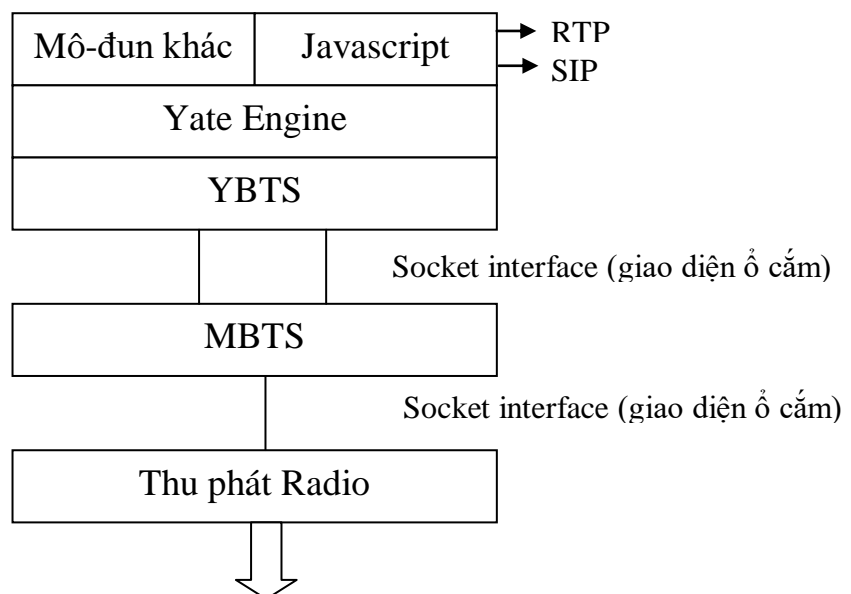 Mô-đun khác
Javascript
RTP
SIP
Yate Engine
YBTS
Socket interface (giao diện ổ cắm)
MBTS
Socket interface (giao diện ổ cắm)
Thu phát Radio